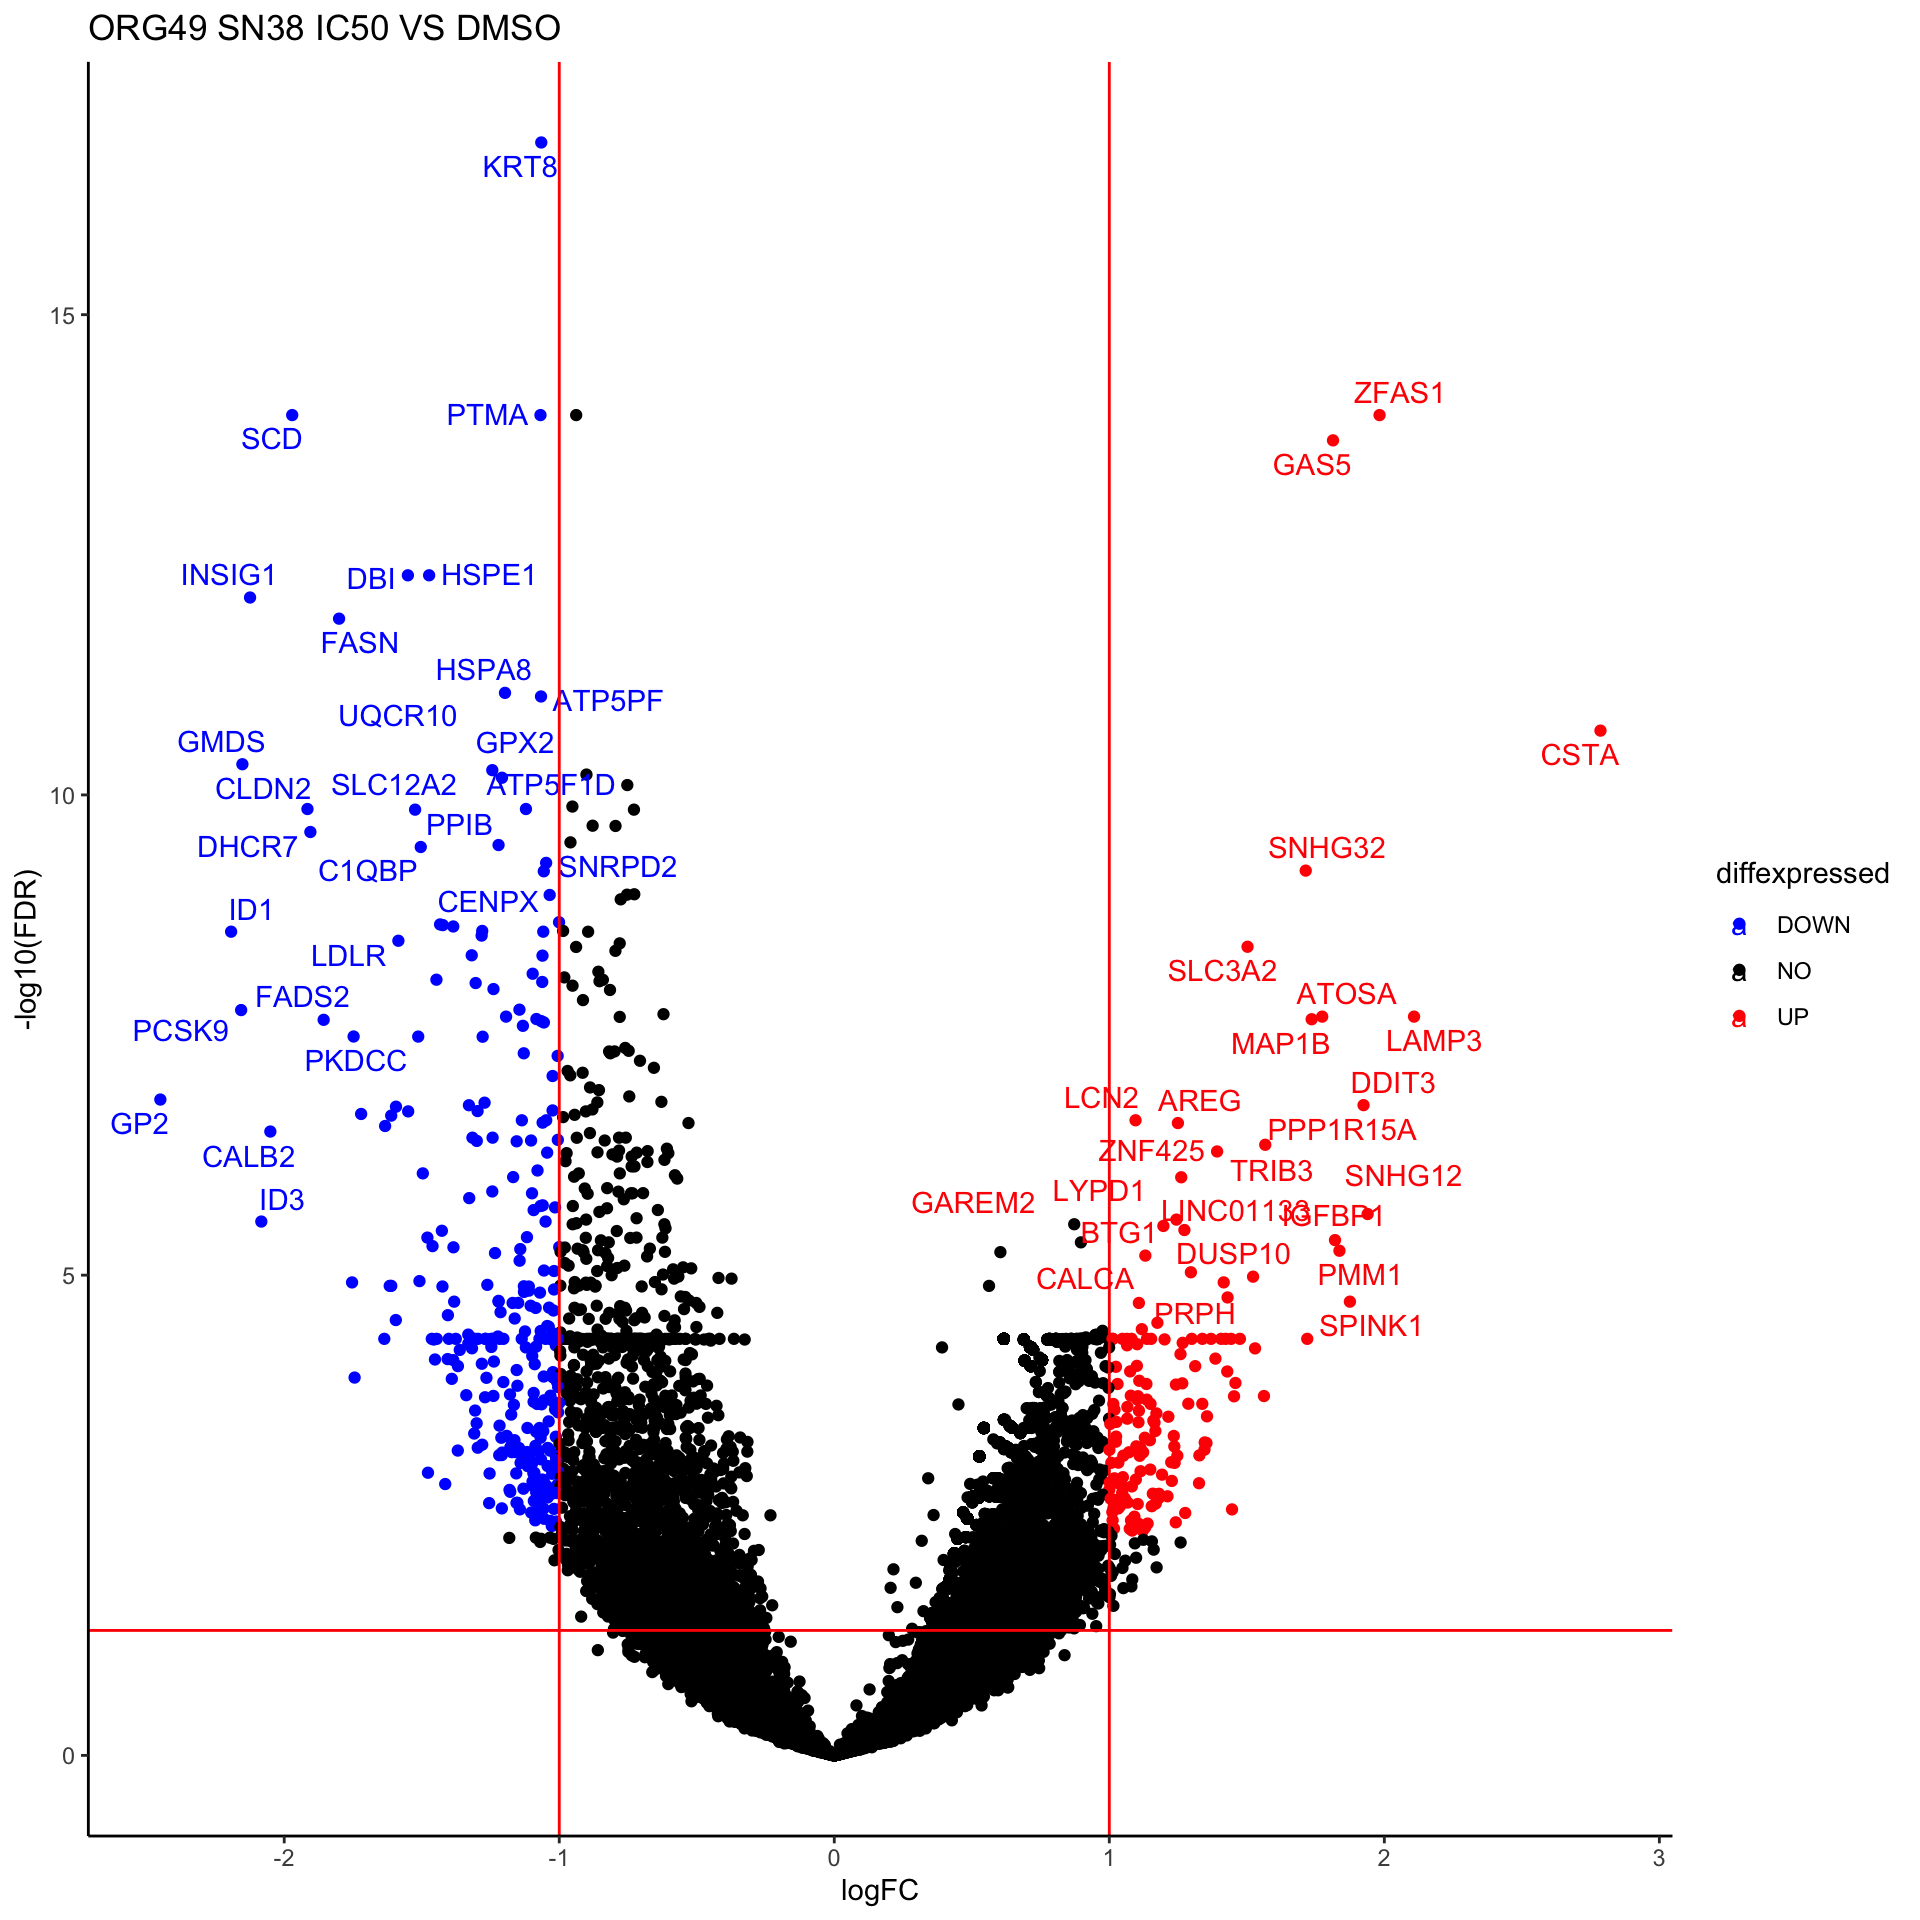 ORG49 SN38 IC50 VS DMSO
KRT8
15
ZFAS1
PTMA
SCD
GAS5
INSIG1
DBI
HSPE1
FASN
HSPA8
ATP5PF
UQCR10
GMDS
GPX2
CSTA
CLDN2
SLC12A2
ATP5F1D
10
PPIB
DHCR7
SNHG32
C1QBP
SNRPD2
diffexpressed
CENPX
ID1
a DOWN
LDLR
SLC3A2
a NO
FADS2
ATOSA
a UP
PCSK9
MAP1B
LAMP3
PKDCC
DDIT3
LCN2
AREG
GP2
PPP1R15A
ZNF425
CALB2
TRIB3
SNHG12
LYPD1
ID3
GAREM2
LINC01133
IGFBP1
BTG1
DUSP10
5
CALCA
PMM1
PRPH
SPINK1
0
-log10(FDR)
-2
-1
0
1
2
3
logFC